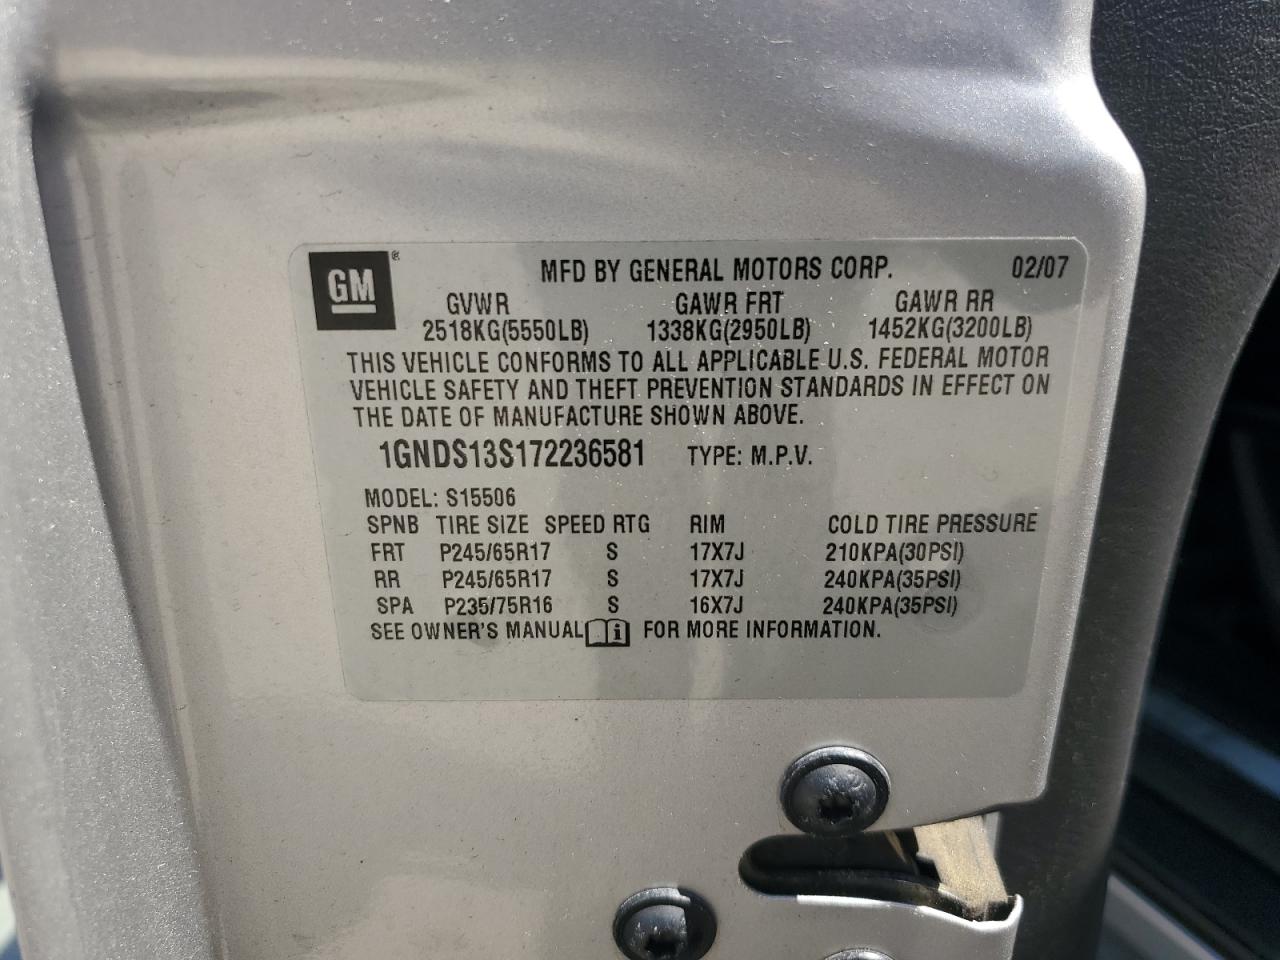 GM ® MFD BY GENERAL MOTORS CORP. 02/07
GVWR GAWR FRT GAWR RR
2518KG(5550LB) 1338KG(2950LB) 1452KG(3200LB)
THIS VEHICLE CONFORMS TO ALL APPLICABLE U.S. FEDERAL MOTOR
VEHICLE SAFETY AND THEFT PREVENTION STANDARDS IN EFFECT ON
THE DATE OF MANUFACTURE SHOWN ABOVE.
1GNDS13S172236581 TYPE: M.P.V.
MODEL: S15506
SPNB TIRE SIZE SPEED RTG RIM COLD TIRE PRESSURE
FRT P245/65R17 S 17X7J 210KPA(30PSI)
RR P245/65R17 S 17X7J 240KPA(35PSI)
SPA P235/75R16 S 16X7J 240KPA(35PSI)
SEE OWNER'S MANUAL i FOR MORE INFORMATION.